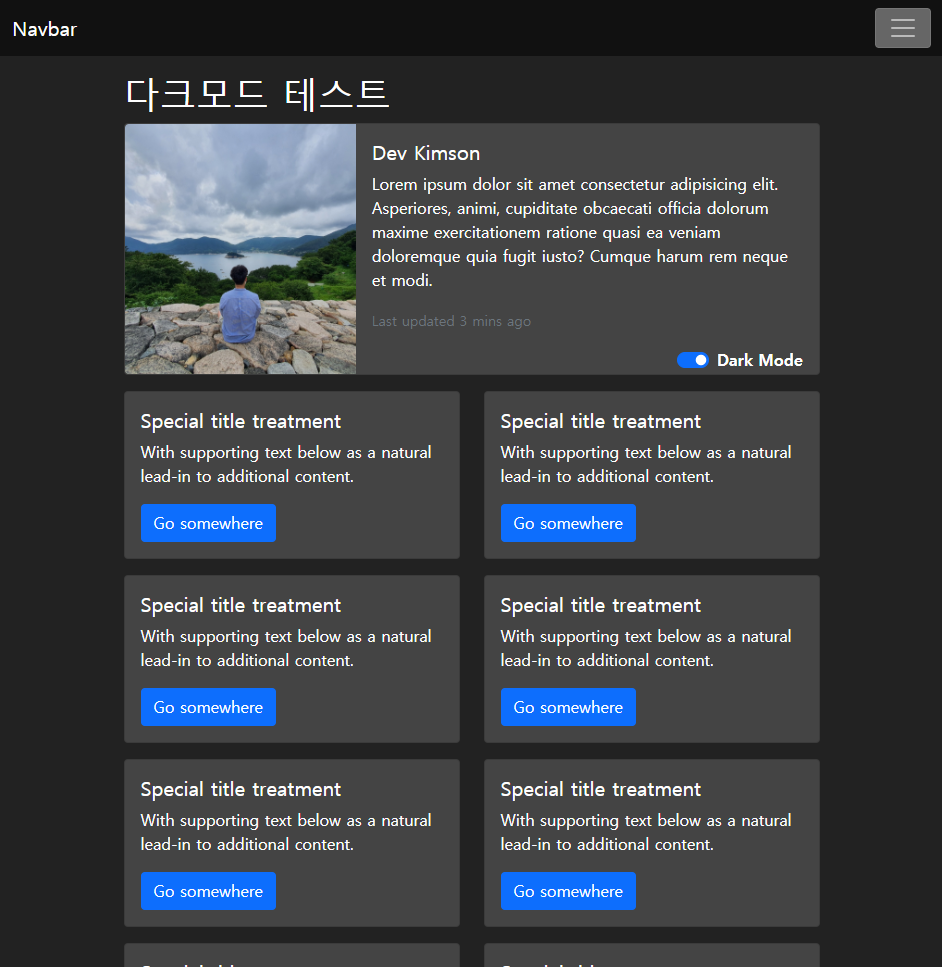 Navbar
다크모드 테스트
Dev Kimson
Lorem ipsum dolor sit amet consectetur adipisicing elit.
Asperiores, animi, cupiditate obcaecati officia dolorum
maxime exercitationem ratione quasi ea veniam
doloremque quia fugit iusto? Cumque harum rem neque
et modi.
Last updated 3 mins ago
Dark Mode
Special title treatment
With supporting text below as a natural
lead-in to additional content.
Go somewhere
Special title treatment
With supporting text below as a natural
lead-in to additional content.
Go somewhere
Special title treatment
With supporting text below as a natural
lead-in to additional content.
Go somewhere
Special title treatment
With supporting text below as a natural
lead-in to additional content.
Go somewhere
Special title treatment
With supporting text below as a natural
lead-in to additional content.
Go somewhere
Special title treatment
With supporting text below as a natural
lead-in to additional content.
Go somewhere